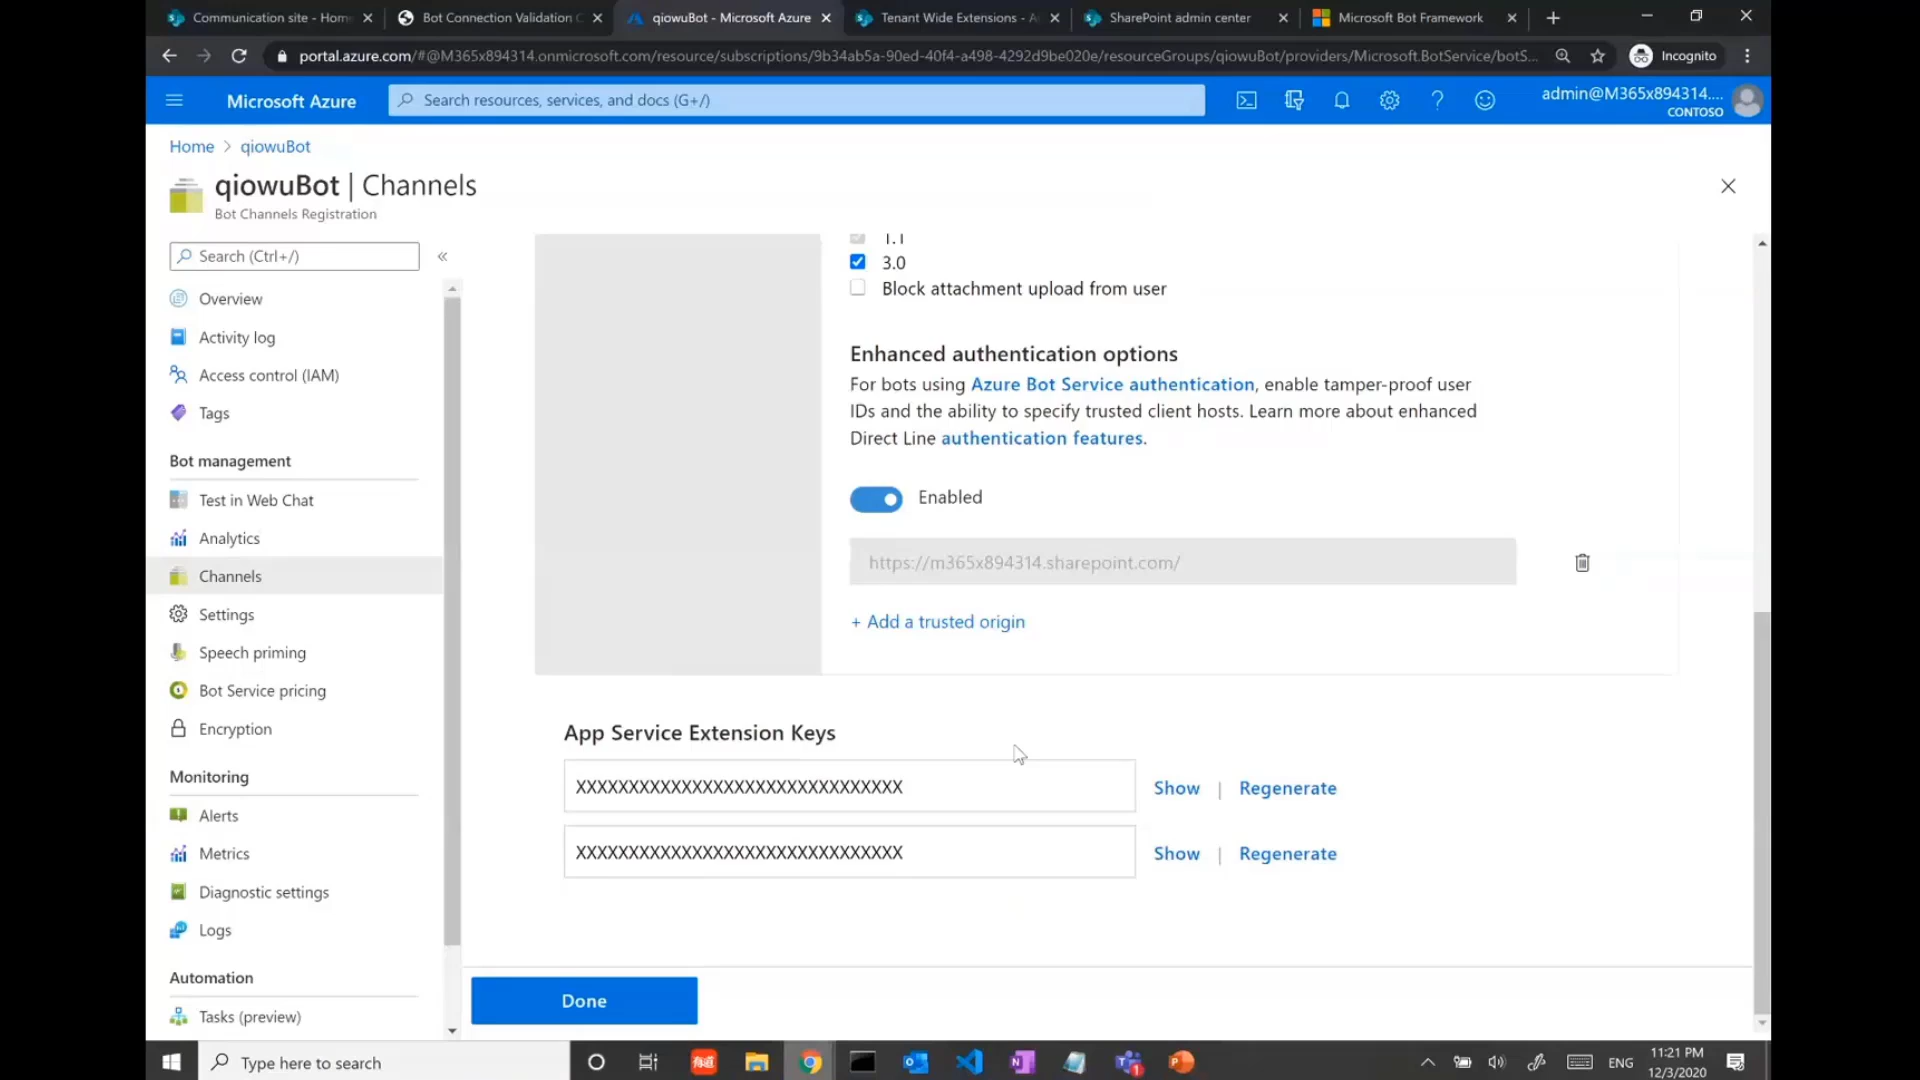 Communication site - Home
Bot Connection Validation C
qiowuBot - Microsoft Azure
Tenant Wide Extensions - A
SharePoint admin center
Microsoft Bot Framework
portal.azure.com/#@M365x894314.onmicrosoft.com/resource/subscriptions/9b34ab5a-90ed-40f4-a498-4292d9be020e/resourceGroups/qiowuBot/providers/Microsoft.BotService/botS...
Incognito
Microsoft Azure
Search resources, services, and docs (G+/)
admin@M365x894314....
CONTOSO
Home > qiowuBot
qiowuBot | Channels
Bot Channels Registration
Search (Ctrl+/)
«
Overview
Activity log
Access control (IAM)
Tags
Bot management
Test in Web Chat
Analytics
Channels
Settings
Speech priming
Bot Service pricing
Encryption
Monitoring
Alerts
Metrics
Diagnostic settings
Logs
Automation
Tasks (preview)
1.1
3.0
Block attachment upload from user
Enhanced authentication options
For bots using Azure Bot Service authentication, enable tamper-proof user
IDs and the ability to specify trusted client hosts. Learn more about enhanced
Direct Line authentication features.
Enabled
https://m365x894314.sharepoint.com/
+ Add a trusted origin
App Service Extension Keys
XXXXXXXXXXXXXXXXXXXXXXXXXXXXXXX Show | Regenerate
XXXXXXXXXXXXXXXXXXXXXXXXXXXXXXX Show | Regenerate
Done
Type here to search
有道
ENG
11:21 PM
12/3/2020